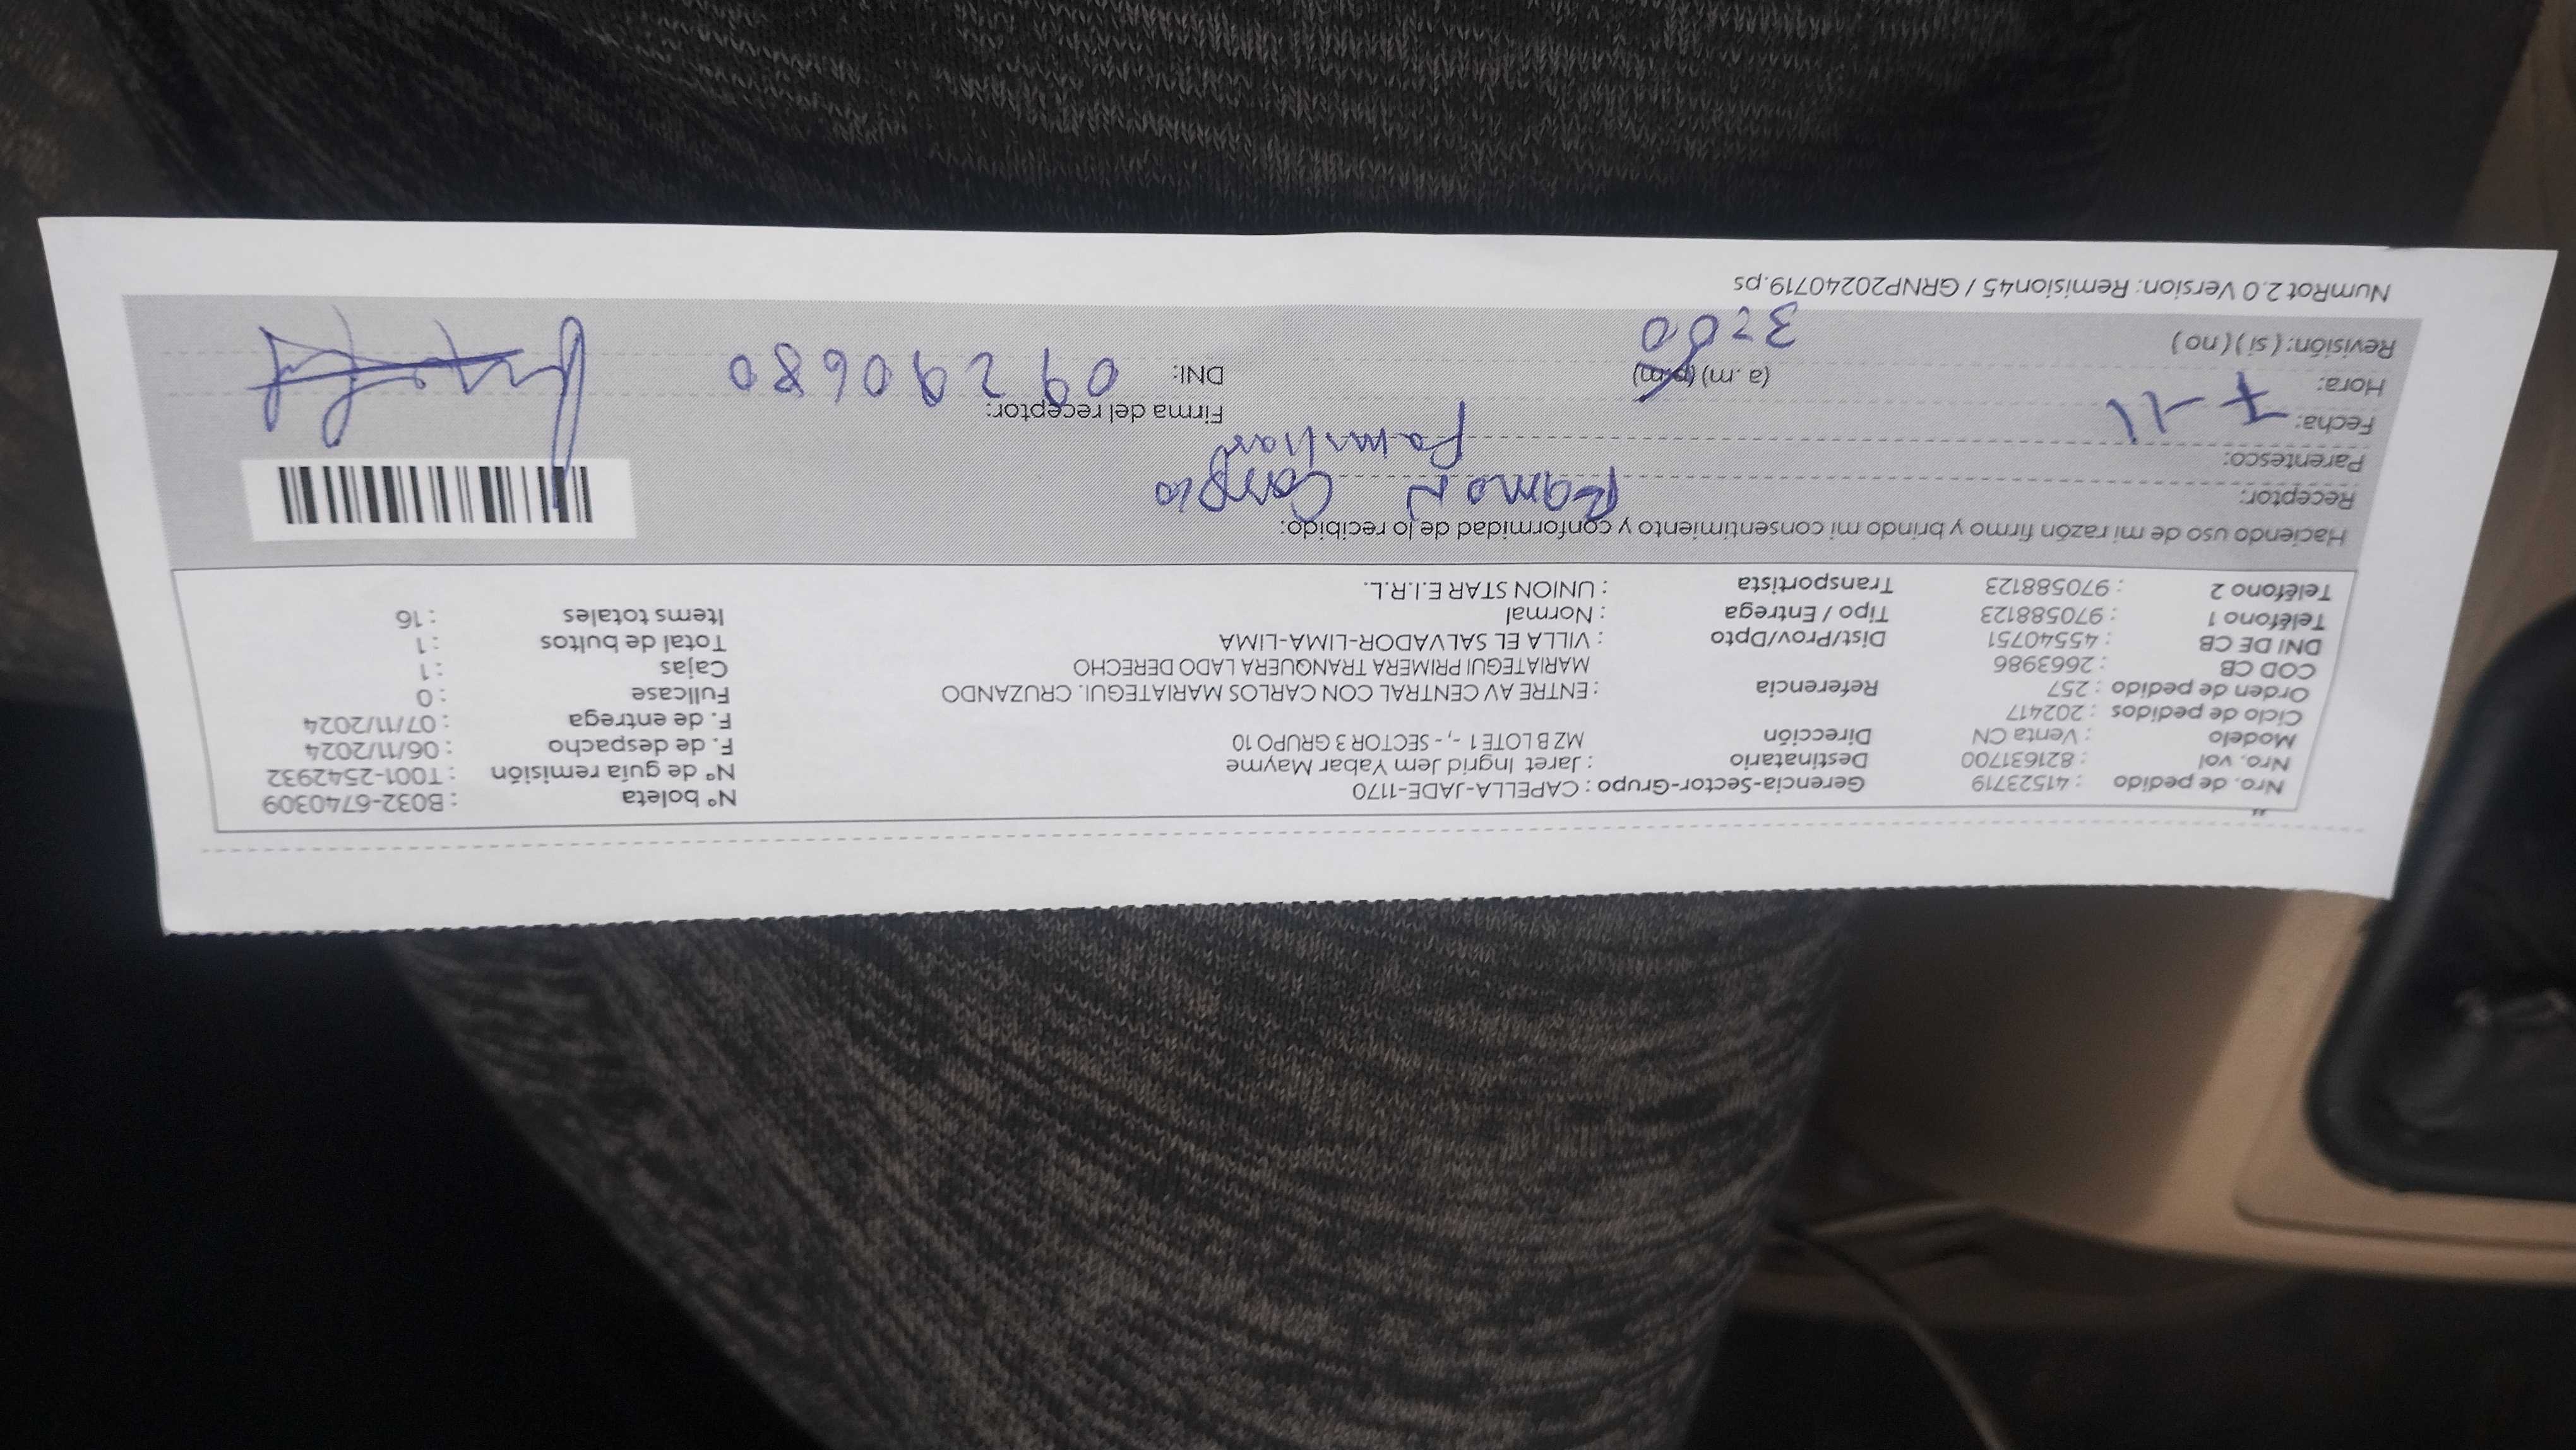 Nro. de pedido : 41523719 Gerencia-Sector-Grupo : CAPELLA-JADE-1170 N° boleta : B032-6740309
Nro. vol : 821631700 Destinatario : Jaret Ingrid Jem Yabar Mayme N° de guía remisión : T001-2542932
Modelo : Venta CN Dirección MZ B LOTE 1 -, - SECTOR 3 GRUPO 10 F. de despacho : 06/11/2024
Ciclo de pedidos : 202417 F. de entrega : 07/11/2024
Orden de pedido : 257 Referencia : ENTRE AV CENTRAL CON CARLOS MARIATEGUI. CRUZANDO Fullcase : 0
COD CB : 2663986 MARIATEGUI PRIMERA TRANQUERA LADO DERECHO Cajas : 1
DNI DE CB : 45540751 Dist/Prov/Dpto : VILLA EL SALVADOR-LIMA-LIMA Total de bultos : 1
Teléfono 1 : 970588123 Tipo / Entrega : Normal Items totales : 16
Teléfono 2 : 970588123 Transportista : UNION STAR E.I.R.L.
Haciendo uso de mi razón firmo y brindo mi consentimiento y conformidad de lo recibido:
Receptor: Ramon Carpio
Parentesco: familiar
Fecha: 7-11 Firma del receptor:
Hora: (a.m) (p.m) DNI: 09290680
Revisión: (si) (no) 3:00
NumRot 2.0 Version: Remision45 / GRNP20240719.ps